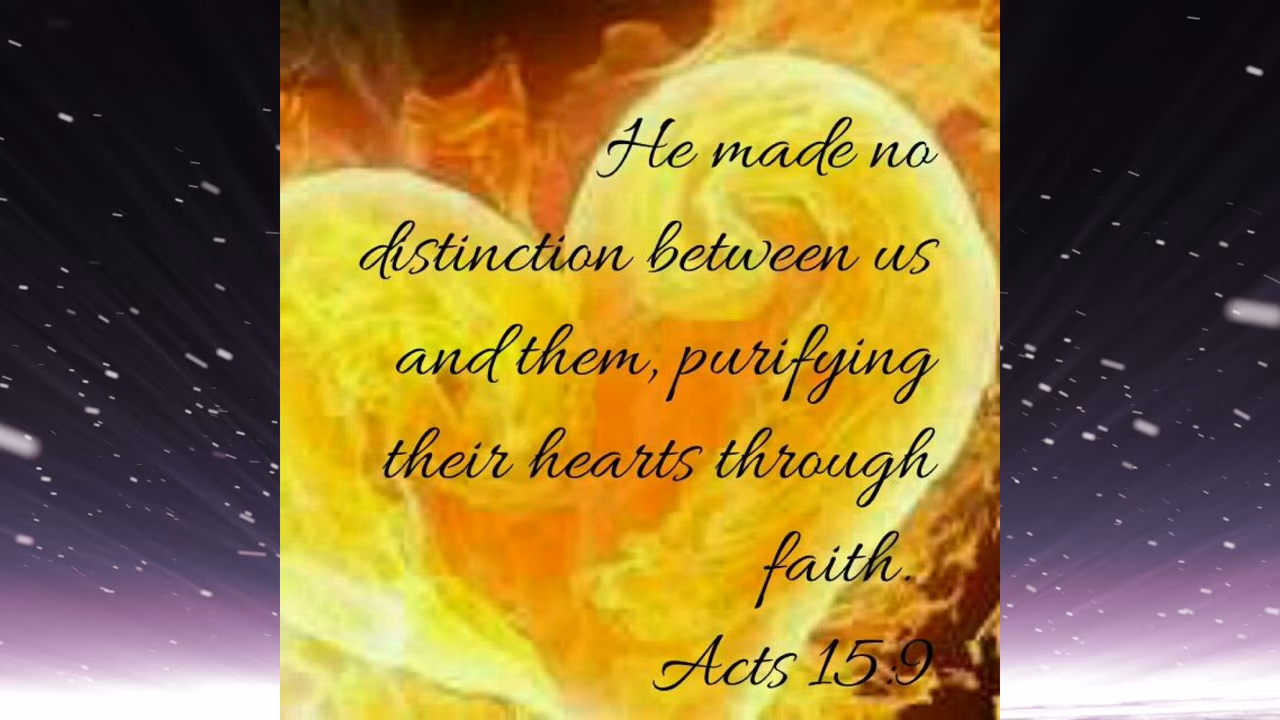 He made no
distinction between us
and them, purifying
their hearts through
faith.
Acts 15:9